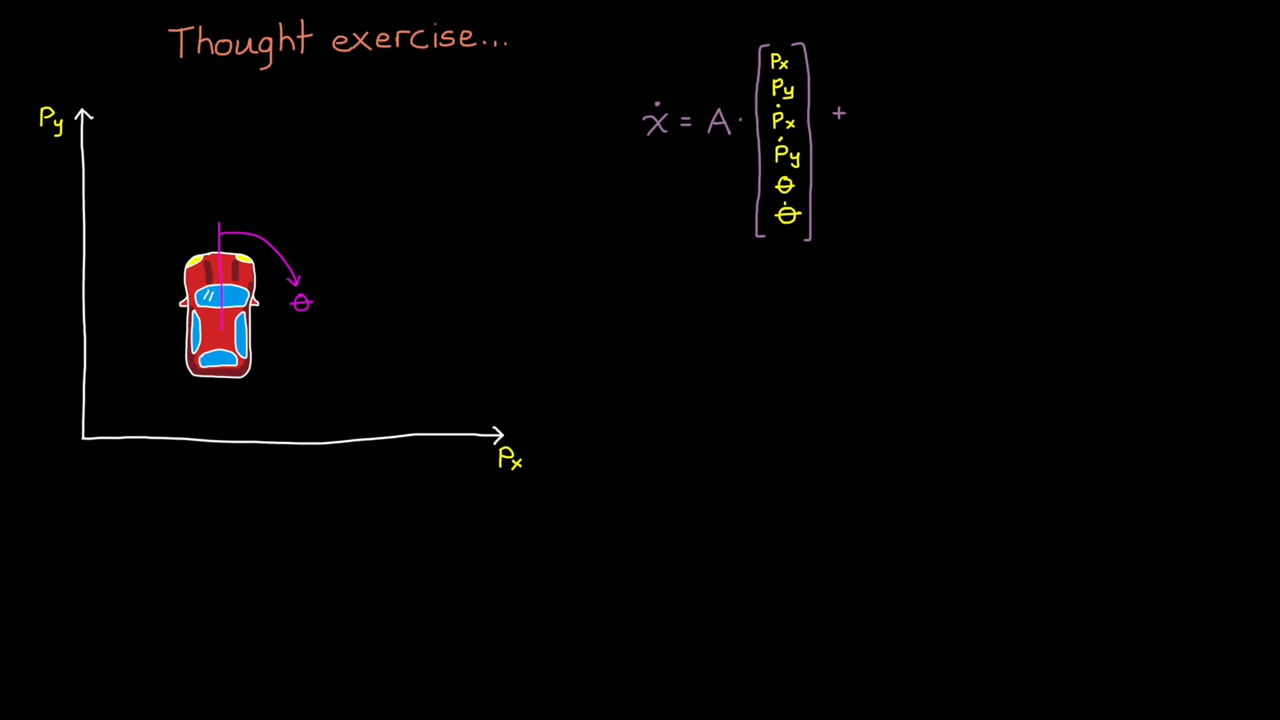 Thought exercise...
Py
θ
Px
ẋ = A · [Px Py Ṗx Ṗy θ θ̇] +